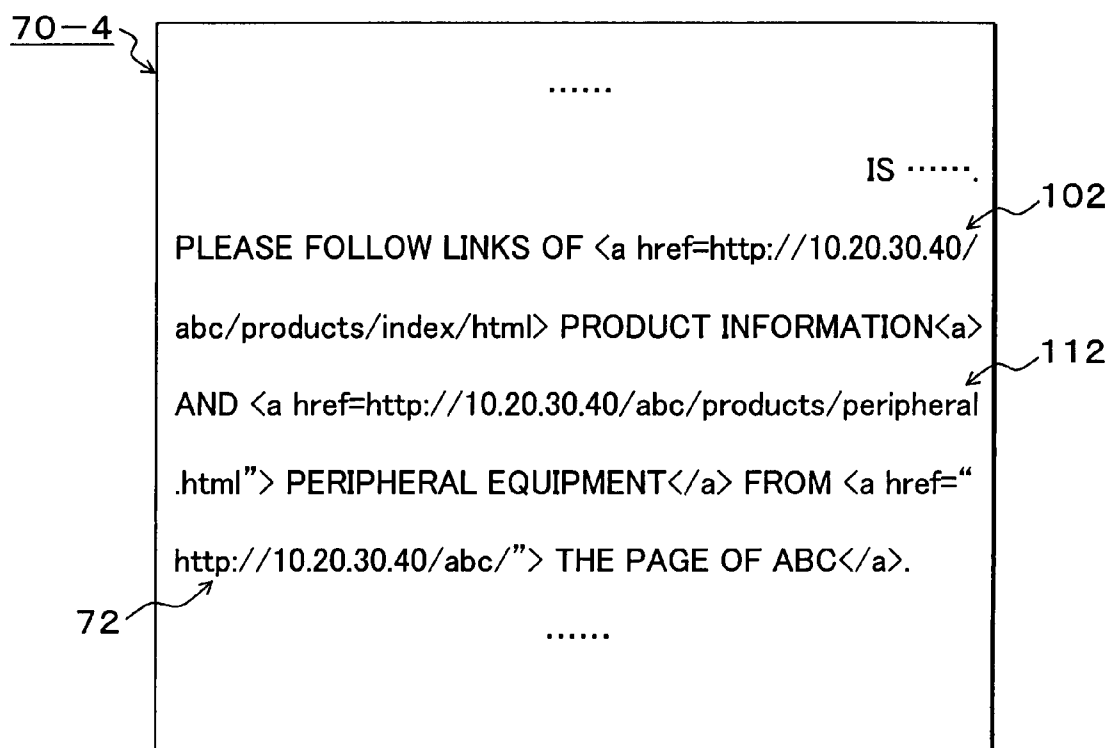 70-4
......
IS …….
102
PLEASE FOLLOW LINKS OF <a href=http://10.20.30.40/
abc/products/index/html> PRODUCT INFORMATION<a>
112
AND <a href=http://10.20.30.40/abc/products/peripheral
.html”> PERIPHERAL EQUIPMENT</a> FROM <a href=“
http://10.20.30.40/abc/”> THE PAGE OF ABC</a>.
72
......